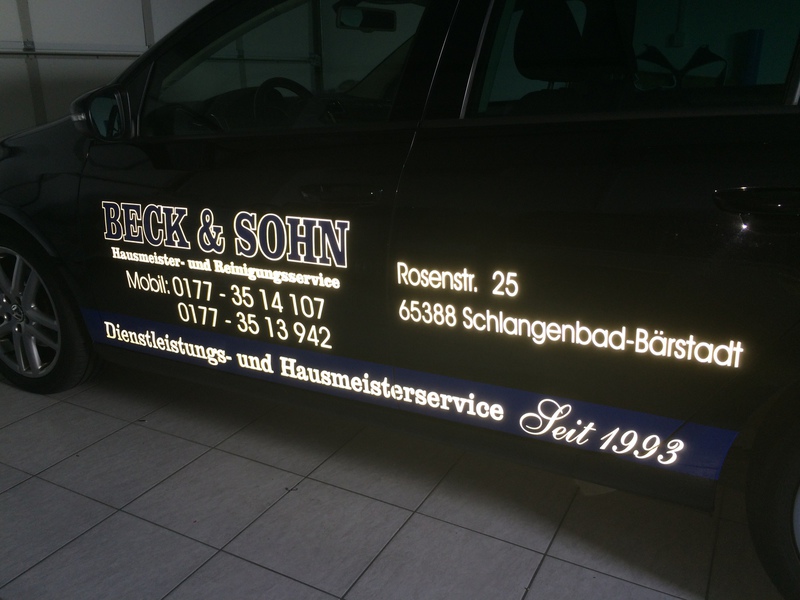 BECK & SOHN
Hausmeister- und Reinigungsservice
Mobil: 0177 - 35 14 107
0177 - 35 13 942
Rosenstr. 25
65388 Schlangenbad-Bärstadt
Dienstleistungs- und Hausmeisterservice Seit 1993